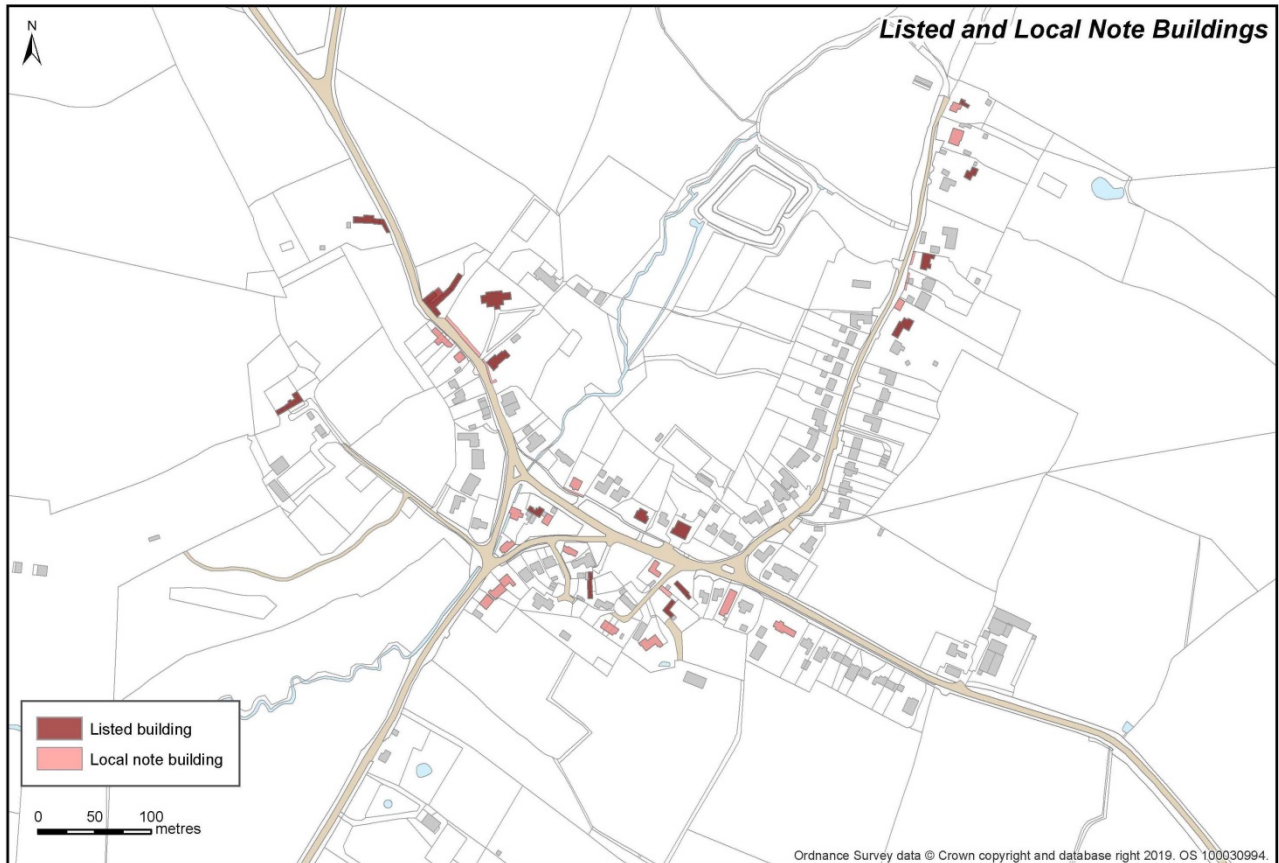 Listed and Local Note Buildings
N
Listed building
Local note building
0 50 100
metres
Ordnance Survey data © Crown copyright and database right 2019. OS 100030994.